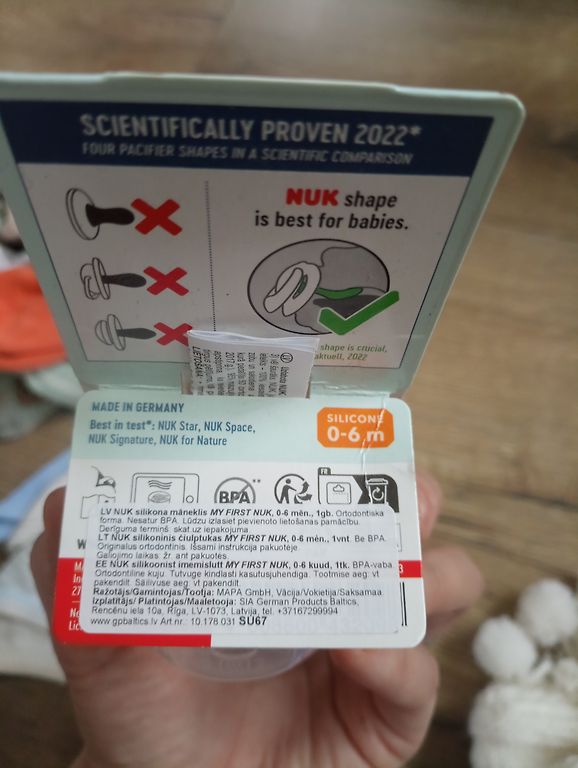 SCIENTIFICALLY PROVEN 2022*
FOUR PACIFIER SHAPES IN A SCIENTIFIC COMPARISON
NUK shape
is best for babies.
shape is crucial,
aktuell, 2022
LIETOŠANA
MADE IN GERMANY
Best in test*: NUK Star, NUK Space,
NUK Signature, NUK for Nature
SILICONE
0-6 m
BPA
FR
LV NUK silikona māneklis MY FIRST NUK, 0-6 mēn., 1gb. Ortodontiska
forma. Nesatur BPA. Lūdzu izlasiet pievienoto lietošanas pamācību.
Derīguma termiņš: skat.uz iepakojuma
LT NUK silikoninis čiulptukas MY FIRST NUK, 0-6 mėn., 1vnt. Be BPA.
Originalus ortodontinis. Išsami instrukcija pakuotėje.
Galiojimo laikas: žr. ant pakuotės.
EE NUK silikoonist imemislutt MY FIRST NUK, 0-6 kuud, 1tk. BPA-vaba.
Ortodontiline kuju. Tutvuge kindlasti kasutusjuhendiga. Tootmise aeg: vt
pakendilt. Säilivuse aeg: vt pakendilt.
Ražotājs/Gamintojas/Tootja: MAPA GmbH, Vācija/Vokietija/Saksamaa
Izplatītājs/ Platintojas/Maaletooja: SIA German Products Baltics,
Rencēnu iela 10a, Rīga, LV-1073, Latvija, tel. +37167299994
www.gpbaltics.lv Art.nr.: 10.178.031 SU67